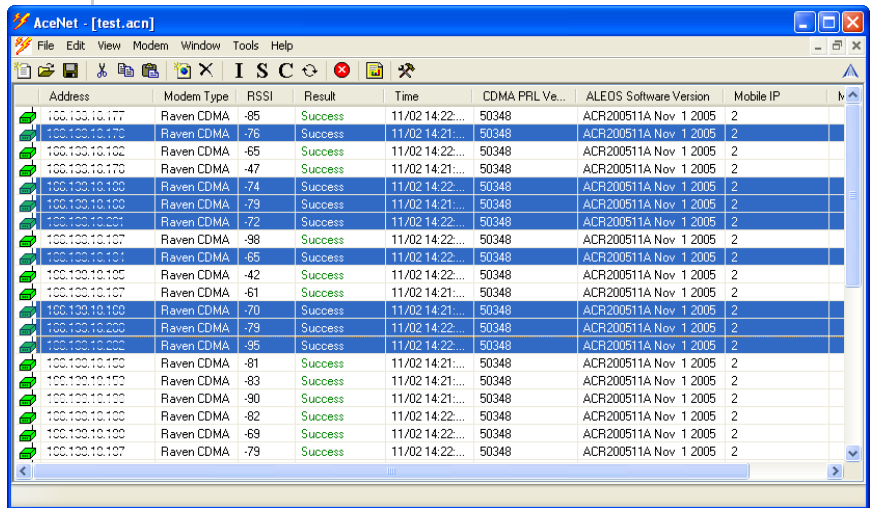 AceNet - [test.acn]
File Edit View Modem Window Tools Help
I S C
Address Modem Type RSSI Result Time CDMA PRL Ve... ALEOS Software Version Mobile IP
Raven CDMA -85 Success 11/02 14:22:... 50348 ACR200511A Nov 1 2005 2
Raven CDMA -76 Success 11/02 14:21:... 50348 ACR200511A Nov 1 2005 2
Raven CDMA -65 Success 11/02 14:22:... 50348 ACR200511A Nov 1 2005 2
Raven CDMA -47 Success 11/02 14:21:... 50348 ACR200511A Nov 1 2005 2
Raven CDMA -74 Success 11/02 14:22:... 50348 ACR200511A Nov 1 2005 2
Raven CDMA -79 Success 11/02 14:21:... 50348 ACR200511A Nov 1 2005 2
Raven CDMA -72 Success 11/02 14:22:... 50348 ACR200511A Nov 1 2005 2
Raven CDMA -98 Success 11/02 14:22:... 50348 ACR200511A Nov 1 2005 2
Raven CDMA -65 Success 11/02 14:21:... 50348 ACR200511A Nov 1 2005 2
Raven CDMA -42 Success 11/02 14:22:... 50348 ACR200511A Nov 1 2005 2
Raven CDMA -61 Success 11/02 14:21:... 50348 ACR200511A Nov 1 2005 2
Raven CDMA -70 Success 11/02 14:21:... 50348 ACR200511A Nov 1 2005 2
Raven CDMA -79 Success 11/02 14:22:... 50348 ACR200511A Nov 1 2005 2
Raven CDMA -95 Success 11/02 14:22:... 50348 ACR200511A Nov 1 2005 2
Raven CDMA -81 Success 11/02 14:21:... 50348 ACR200511A Nov 1 2005 2
Raven CDMA -83 Success 11/02 14:21:... 50348 ACR200511A Nov 1 2005 2
Raven CDMA -90 Success 11/02 14:21:... 50348 ACR200511A Nov 1 2005 2
Raven CDMA -82 Success 11/02 14:22:... 50348 ACR200511A Nov 1 2005 2
Raven CDMA -69 Success 11/02 14:22:... 50348 ACR200511A Nov 1 2005 2
Raven CDMA -79 Success 11/02 14:22:... 50348 ACR200511A Nov 1 2005 2